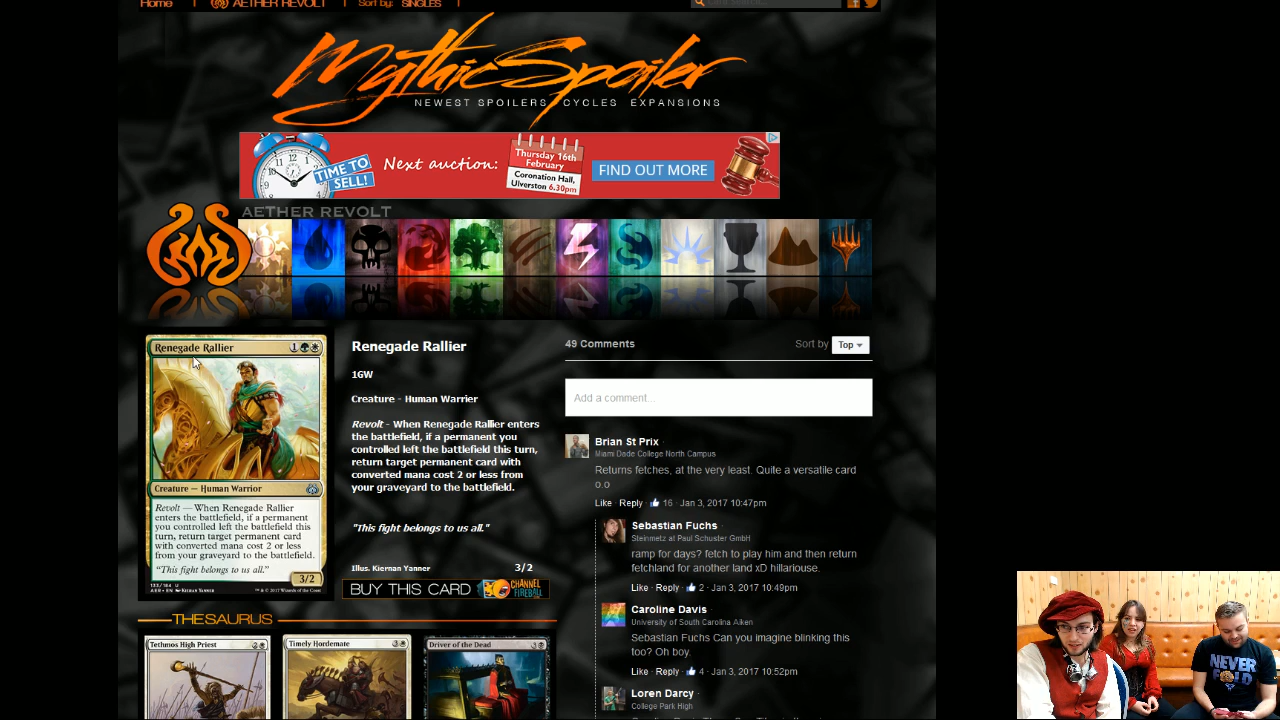 Home
AETHER REVOLT
Sort by: SINGLES
Card Search...
MythicSpoiler
NEWEST SPOILERS CYCLES EXPANSIONS
TIME TO SELL!
Next auction:
Thursday 16th
February
Coronation Hall,
Ulverston 6.30pm
FIND OUT MORE
AETHER REVOLT
Renegade Rallier
Creature — Human Warrior
Revolt — When Renegade Rallier
enters the battlefield, if a permanent
you controlled left the battlefield this
turn, return target permanent card
with converted mana cost 2 or less
from your graveyard to the battlefield.
"This fight belongs to us all."
3/2
Renegade Rallier
1GW
Creature - Human Warrier
Revolt - When Renegade Rallier enters
the battlefield, if a permanent you
controlled left the battlefield this turn,
return target permanent card with
converted mana cost 2 or less from
your graveyard to the battlefield.
"This fight belongs to us all."
Illus. Kiernan Yanner 3/2
BUY THIS CARD
CHANNEL
FIREBALL
THESAURUS
Tethmos High Priest
Timely Hordemate
Driver of the Dead
49 Comments
Sort by Top
Add a comment...
Brian St Prix
Miami Dade College North Campus
Returns fetches, at the very least. Quite a versatile card
o.o
Like · Reply · 16 · Jan 3, 2017 10:47pm
Sebastian Fuchs
Steinmetz at Paul Schuster GmbH
ramp for days? fetch to play him and then return
fetchland for another land xD hillariouse.
Like · Reply · 2 · Jan 3, 2017 10:49pm
Caroline Davis
University of South Carolina Aiken
Sebastian Fuchs Can you imagine blinking this
too? Oh boy.
Like · Reply · 4 · Jan 3, 2017 10:52pm
Loren Darcy
College Park High
NEVER